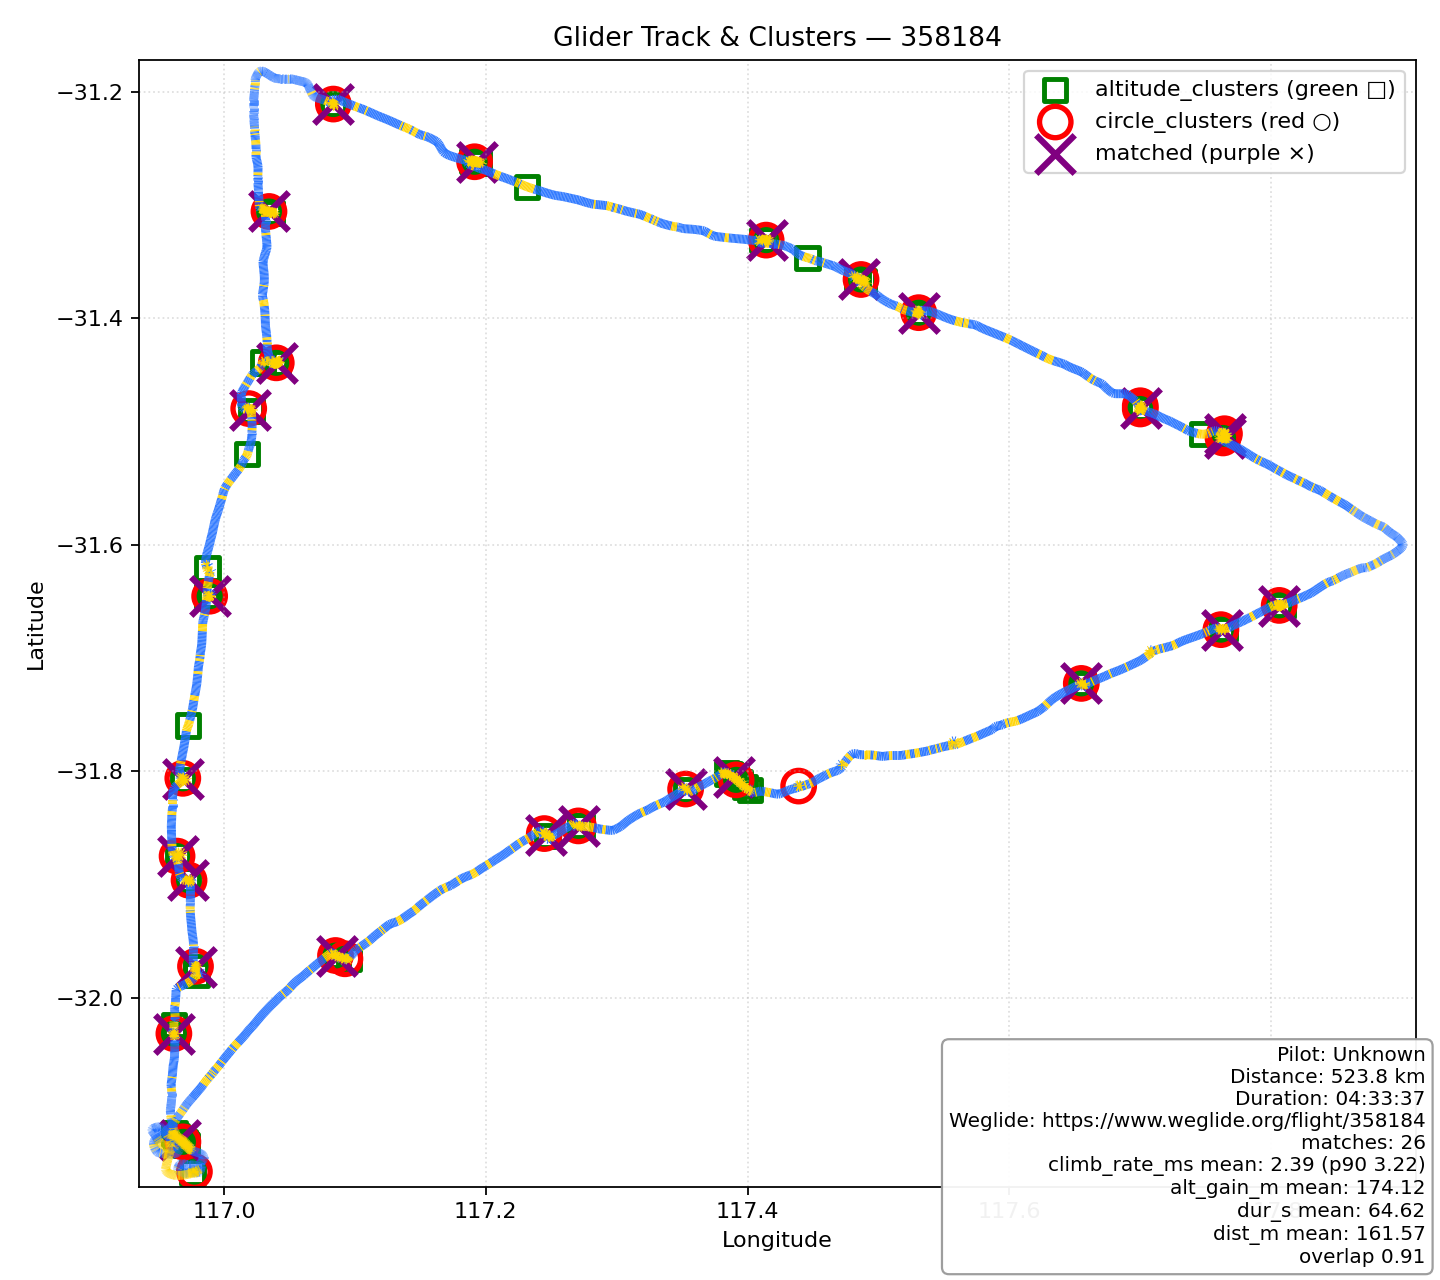 Glider Track & Clusters — 358184
altitude_clusters (green □)
circle_clusters (red ○)
matched (purple ×)
Latitude
−31.2
−31.4
−31.6
−31.8
−32.0
117.0
117.2
117.4
117.6
Longitude
Pilot: Unknown
Distance: 523.8 km
Duration: 04:33:37
Weglide: https://www.weglide.org/flight/358184
matches: 26
climb_rate_ms mean: 2.39 (p90 3.22)
alt_gain_m mean: 174.12
dur_s mean: 64.62
dist_m mean: 161.57
overlap 0.91